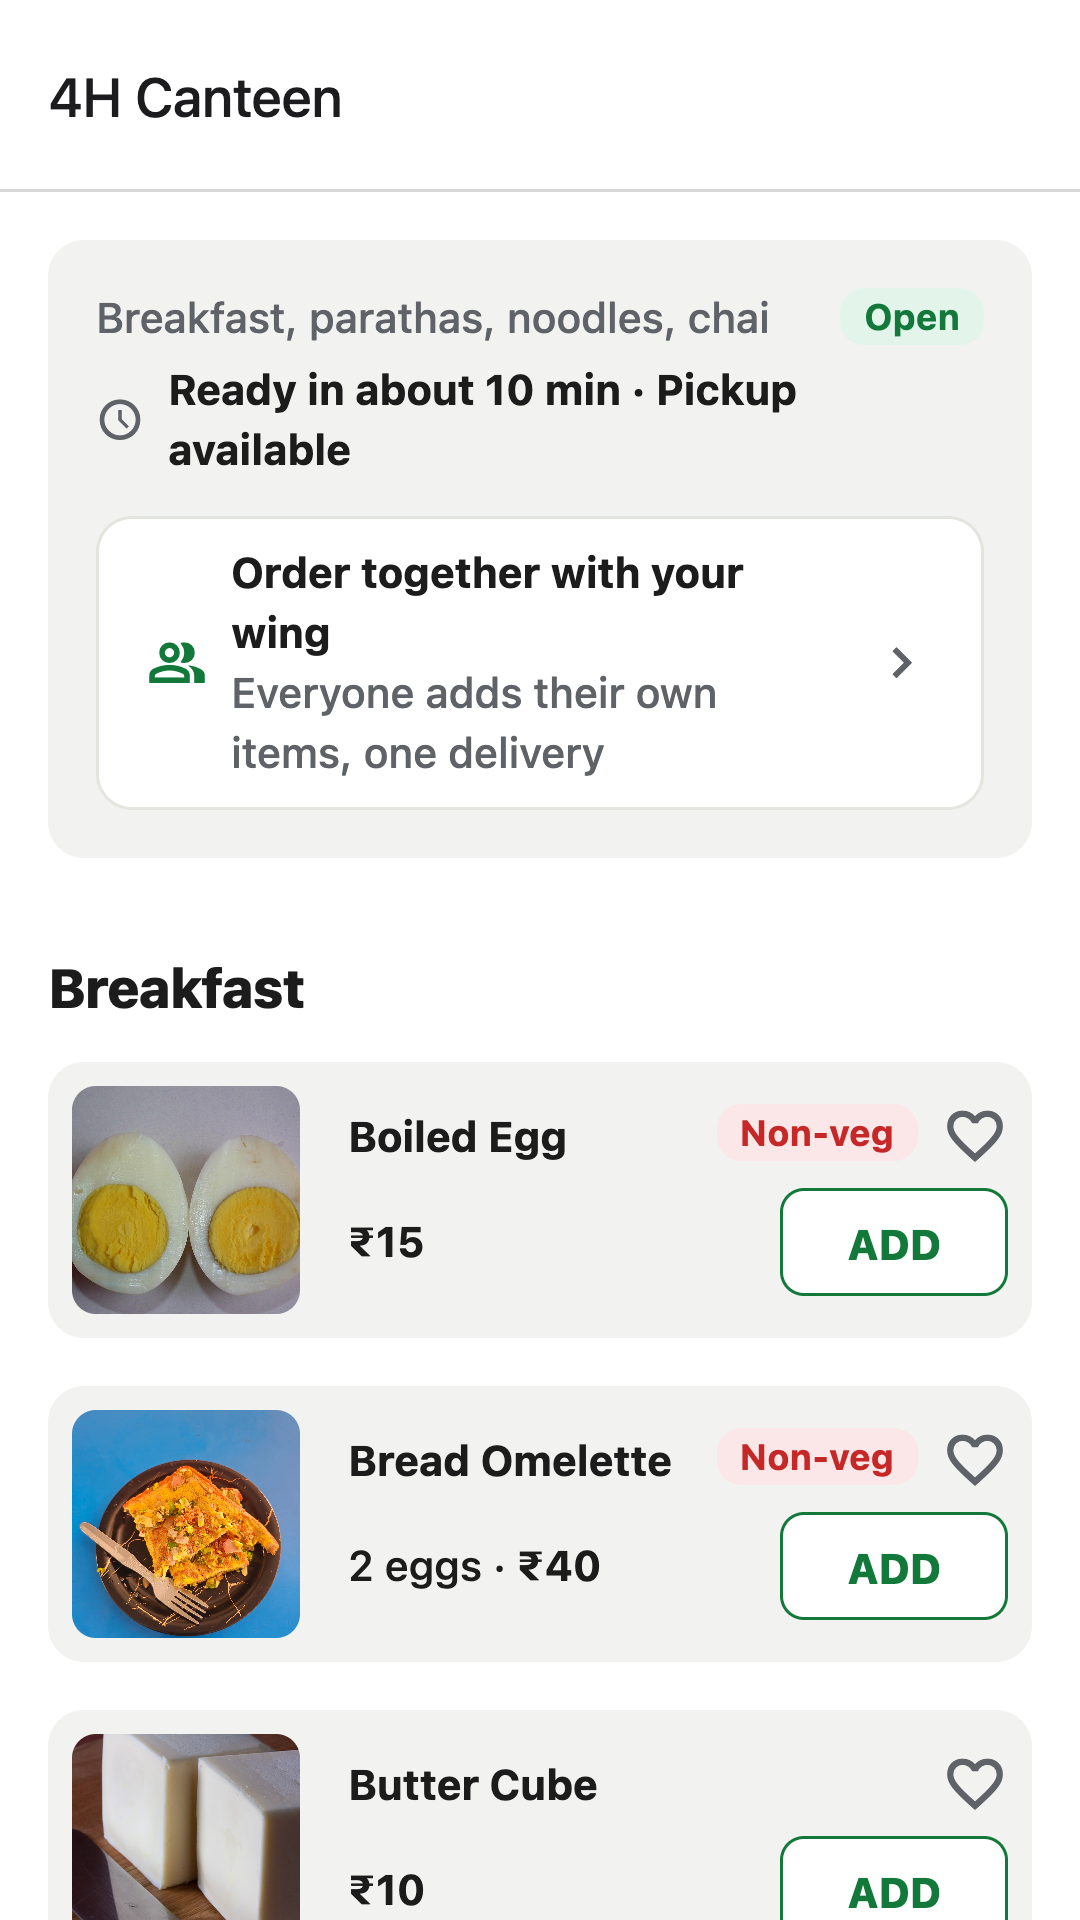 4H Canteen
Breakfast, parathas, noodles, chai
Open
Ready in about 10 min · Pickup
available
Order together with your
wing
Everyone adds their own
items, one delivery
Breakfast
Boiled Egg
Non-veg
₹15
ADD
Bread Omelette
Non-veg
2 eggs · ₹40
ADD
Butter Cube
₹10
ADD